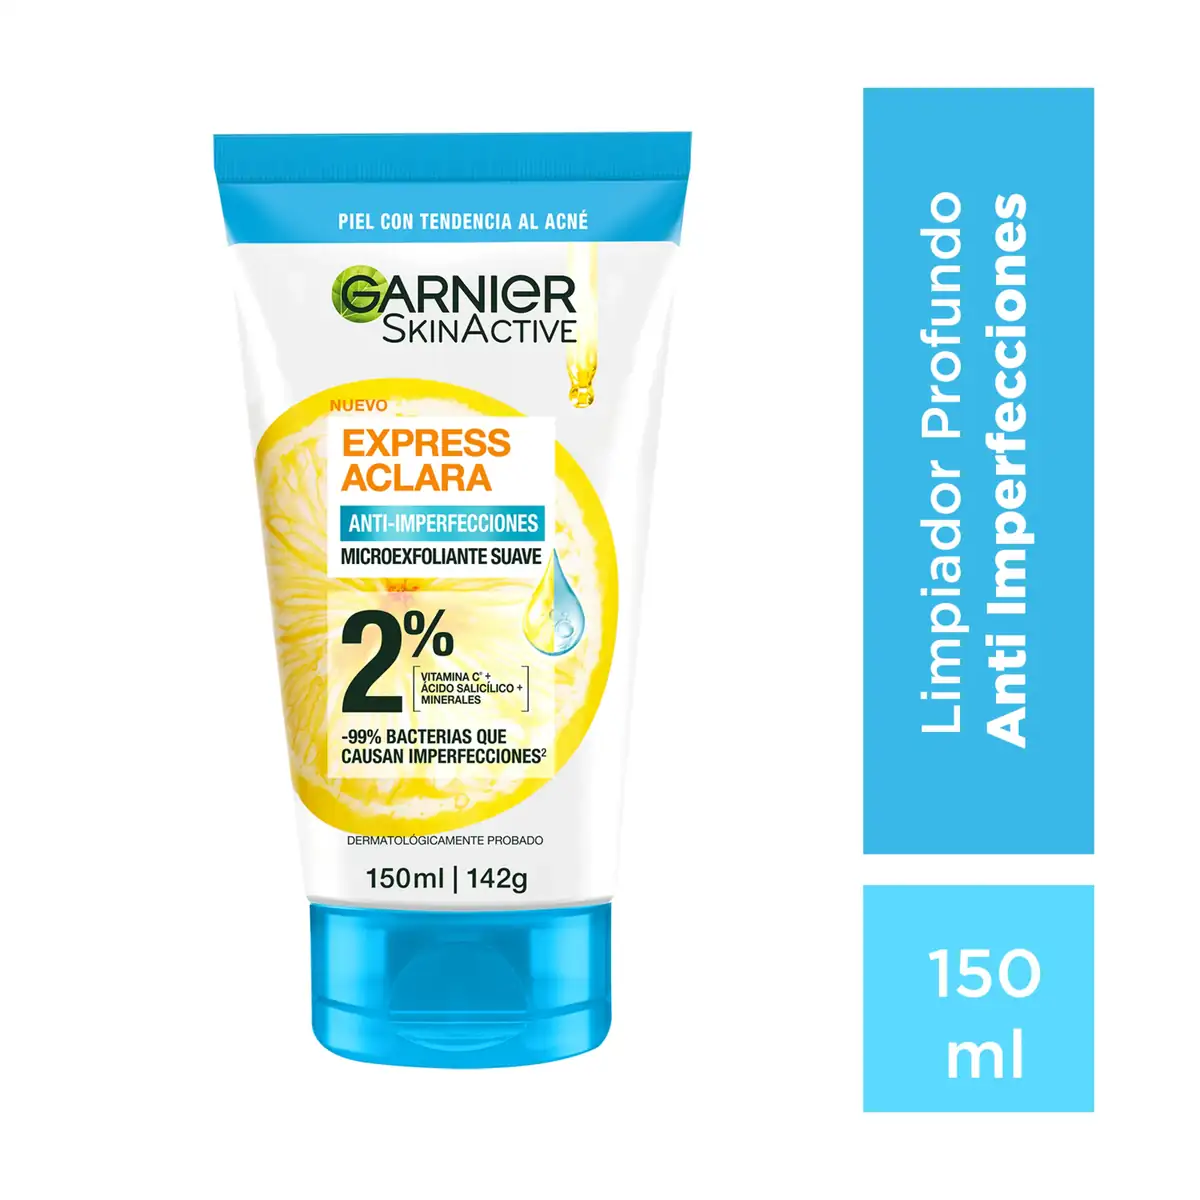 PIEL CON TENDENCIA AL ACNÉ
GARNIER
SKINACTIVE
NUEVO
EXPRESS
ACLARA
ANTI-IMPERFECCIONES
MICROEXFOLIANTE SUAVE
2%
VITAMINA C* +
ÁCIDO SALICÍLICO +
MINERALES
-99% BACTERIAS QUE
CAUSAN IMPERFECCIONES²
DERMATOLÓGICAMENTE PROBADO
150ml | 142g
Limpiador Profundo
Anti Imperfecciones
150
ml